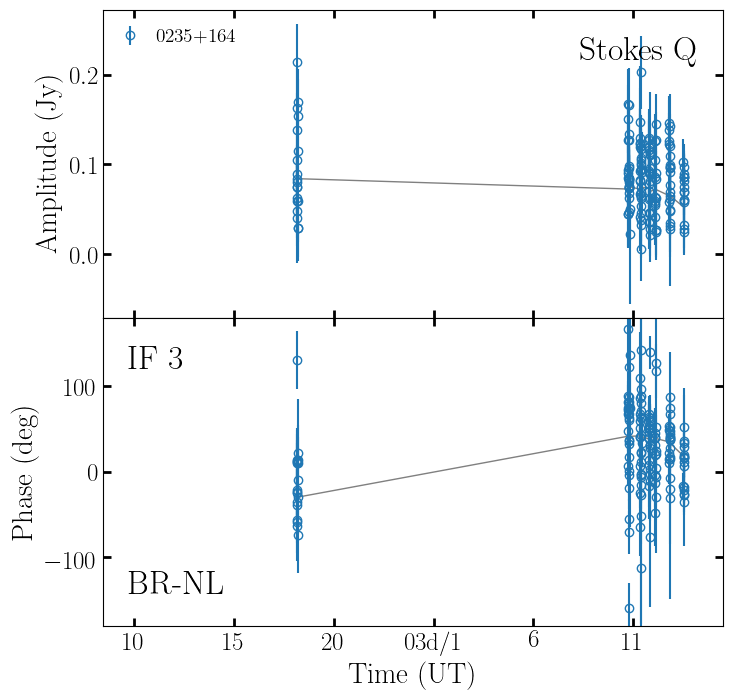 0235+164
Stokes Q
0.2
0.1
0.0
Amplitude (Jy)
IF 3
100
0
−100
Phase (deg)
BR-NL
10 15 20 03d/1 6 11
Time (UT)